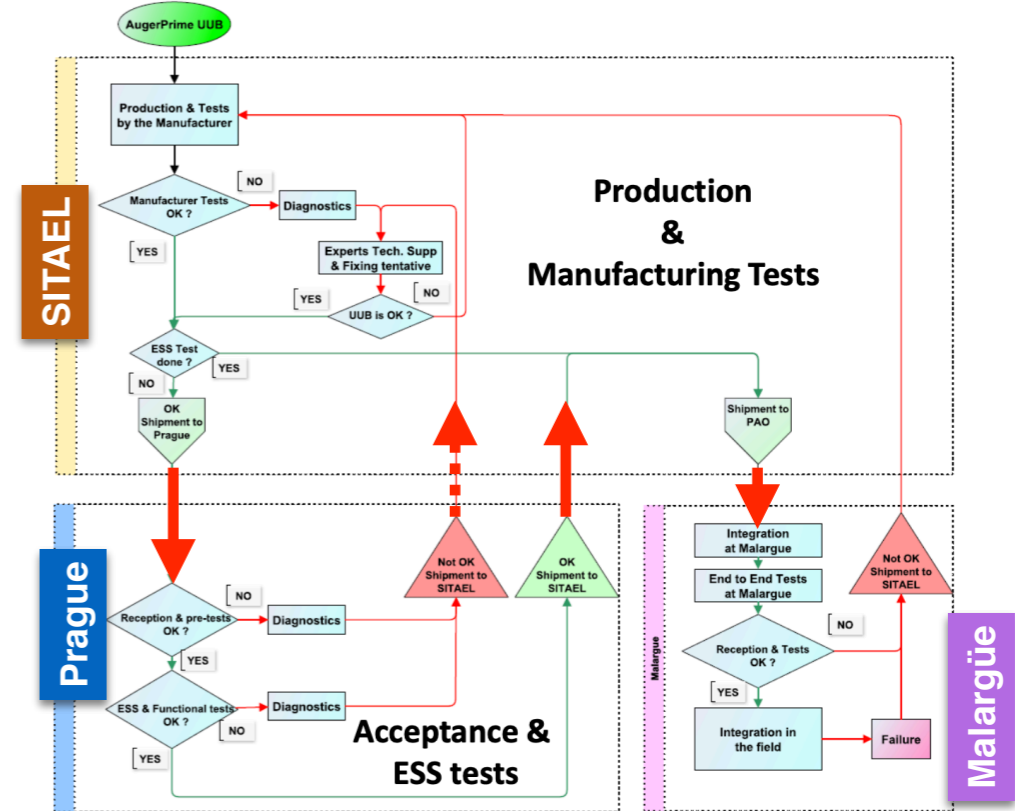 AugerPrime UUB
Production & Tests
by the Manufacturer
SITAEL
Manufacturer Tests
OK ?
NO
Diagnostics
YES
Experts Tech. Supp
& Fixing tentative
YES
NO
UUB is OK ?
Production
&
Manufacturing Tests
ESS Test
done ?
YES
NO
OK
Shipment to
Prague
Shipment to
PAO
Prague
Reception & pre-tests
OK ?
NO
Diagnostics
YES
ESS & Functional tests
OK ?
NO
Diagnostics
YES
Not OK
Shipment to
SITAEL
OK
Shipment to
SITAEL
Acceptance &
ESS tests
Malargue
Integration
at Malargue
End to End Tests
at Malargue
Reception & Tests
OK ?
NO
YES
Integration in
the field
Failure
Not OK
Shipment to
SITAEL
Malargüe